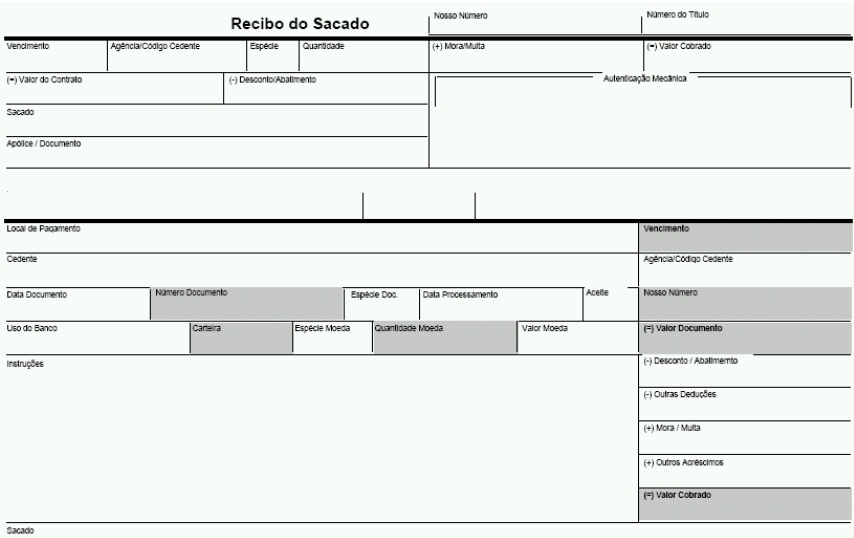 Recibo do Sacado
Nosso Número
Número do Título
Vencimento
Agência/Código Cedente
Espécie
Quantidade
(+) Mora/Multa
(=) Valor Cobrado
(=) Valor do Contrato
(-) Desconto/Abatimento
Autenticação Mecânica
Sacado
Apólice / Documento
Local de Pagamento
Vencimento
Cedente
Agência/Código Cedente
Data Documento
Número Documento
Espécie Doc.
Data Processamento
Aceite
Nosso Número
Uso do Banco
Carteira
Espécie Moeda
Quantidade Moeda
Valor Moeda
(=) Valor Documento
Instruções
(-) Desconto / Abatimernto
(-) Outras Deduções
(+) Mora / Multa
(+) Outros Acréscimos
(=) Valor Cobrado
Sacado